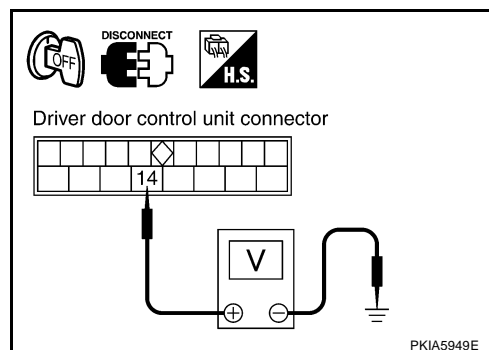 OFF
DISCONNECT
H.S.
Driver door control unit connector
14
V
+ −
PKIA5949E